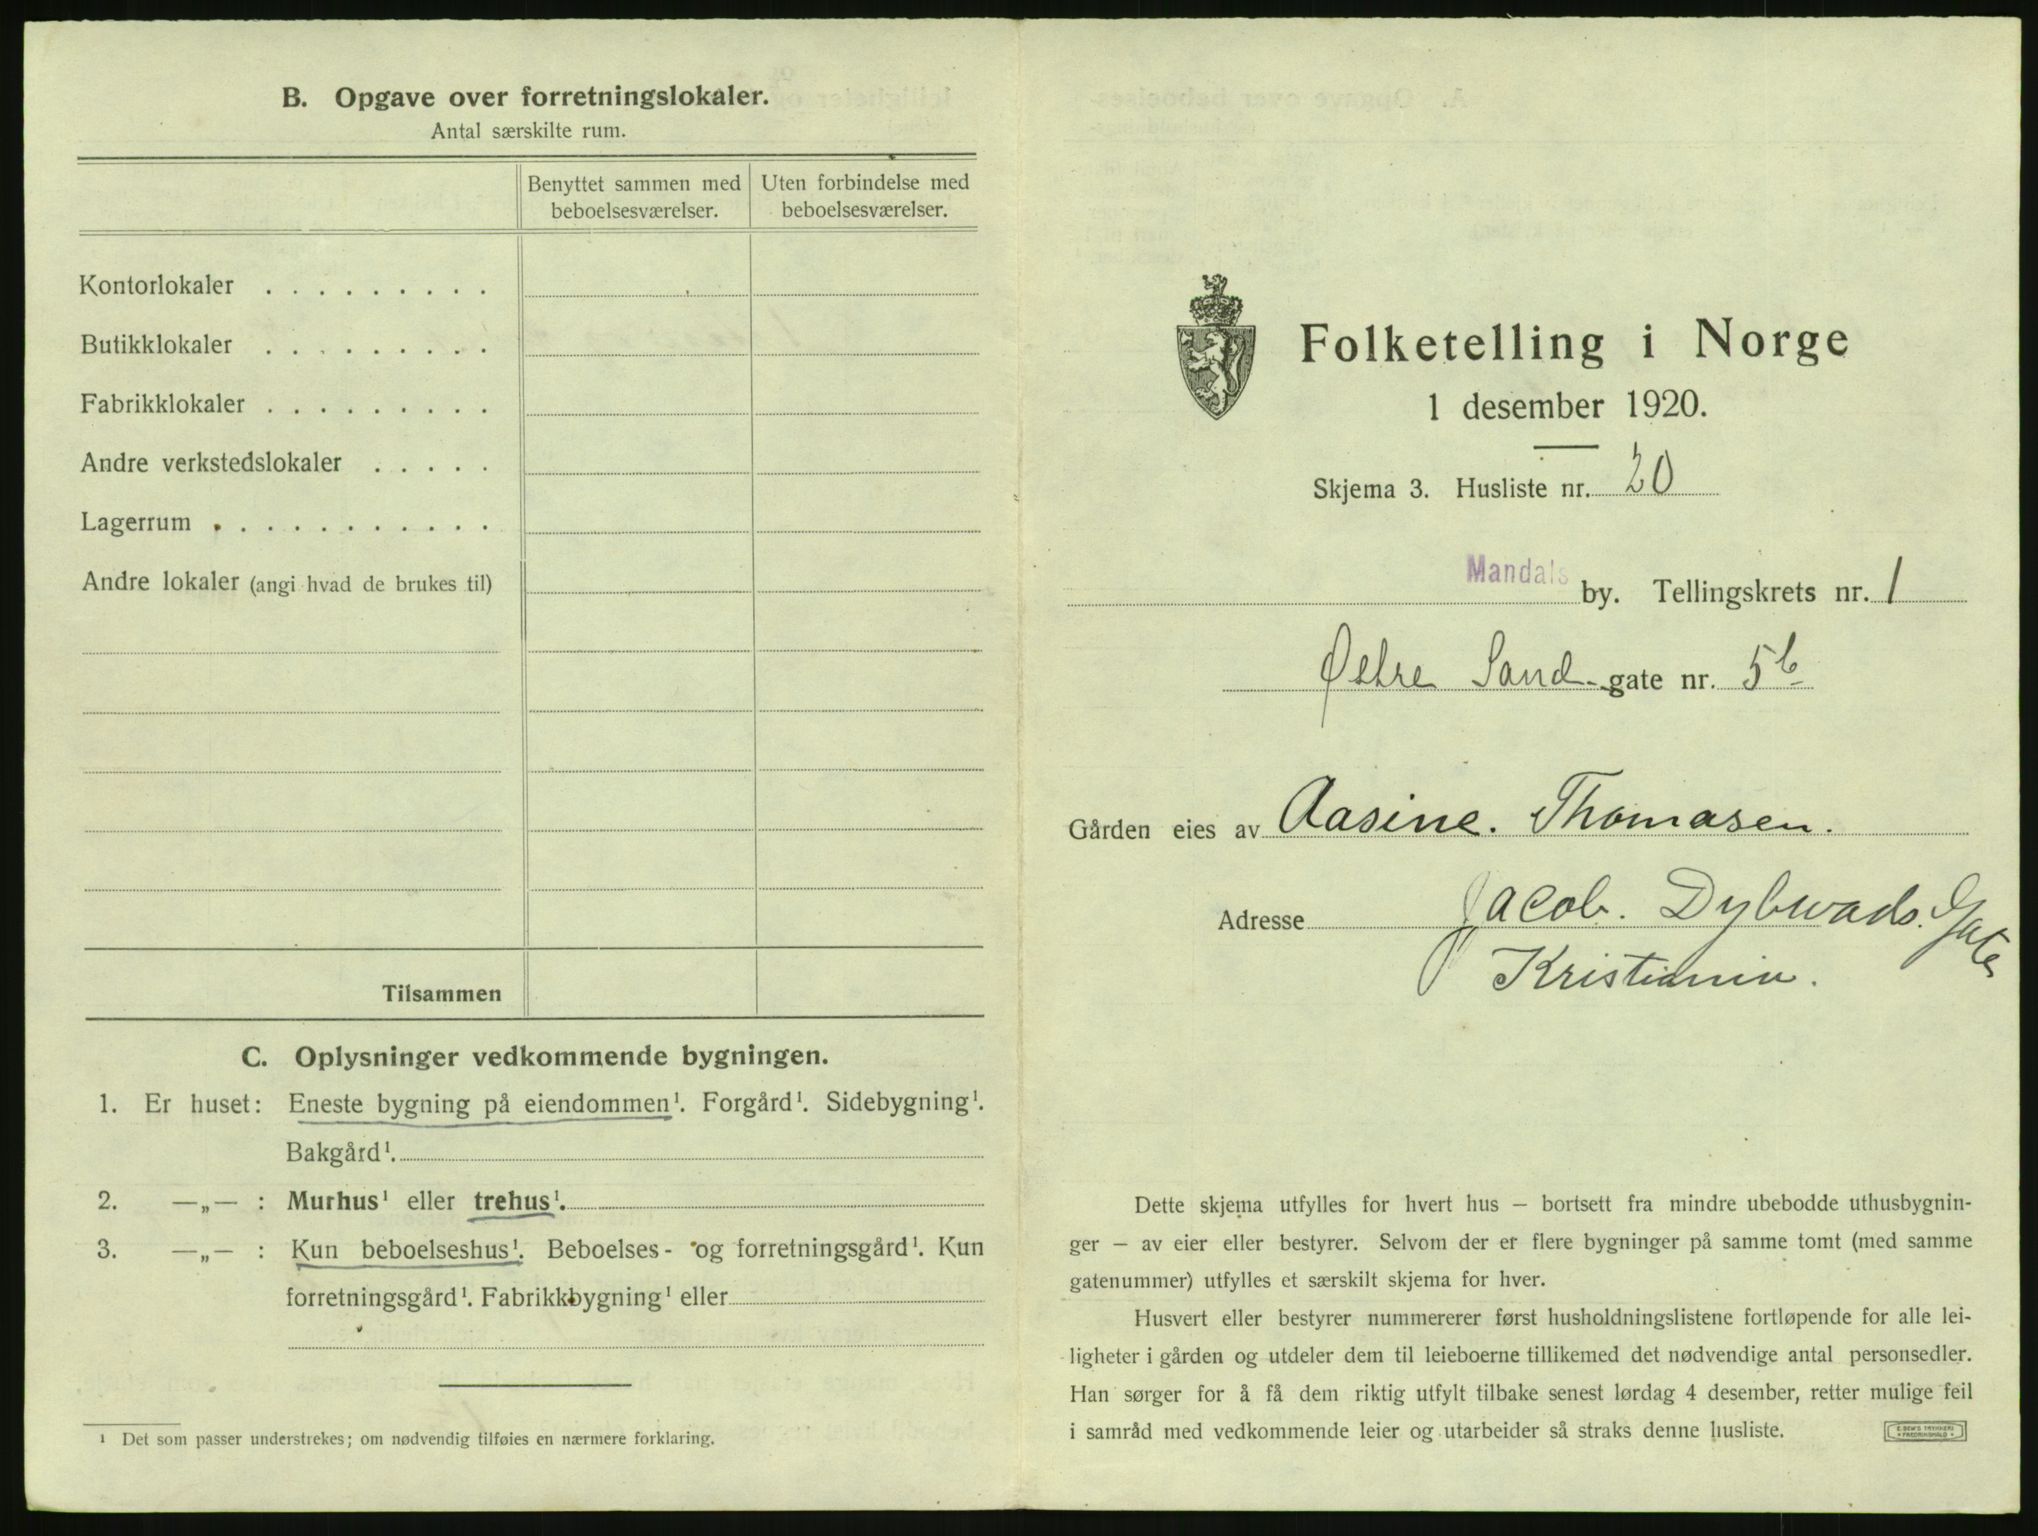 B. Opgave over forretningslokaler.
Antal særskilte rum.
Benyttet sammen med beboelsesværelser.
Uten forbindelse med beboelsesværelser.
Kontorlokaler . . . . . . . . .
Butikklokaler . . . . . . . . .
Fabrikklokaler . . . . . . . . .
Andre verkstedslokaler . . . . .
Lagerrum . . . . . . . . . . .
Andre lokaler (angi hvad de brukes til)
Tilsammen
C. Oplysninger vedkommende bygningen.
1. Er huset: Eneste bygning på eiendommen¹. Forgård¹. Sidebygning¹.
Bakgård¹.
2. —„— : Murhus¹ eller trehus¹.
3. —„— : Kun beboelseshus¹. Beboelses- og forretningsgård¹. Kun
forretningsgård¹. Fabrikkbygning¹ eller
¹ Det som passer understrekes; om nødvendig tilføies en nærmere forklaring.
Folketelling i Norge
1 desember 1920.
Skjema 3. Husliste nr. 20
Mandals by. Tellingskrets nr. 1
Østre Sand-gate nr. 5b
Gården eies av Aasine. Thomasen.
Adresse Jacob. Dybwads. Gate
Kristiania.
Dette skjema utfylles for hvert hus — bortsett fra mindre ubebodde uthusbygnin-
ger — av eier eller bestyrer. Selvom der er flere bygninger på samme tomt (med samme
gatenummer) utfylles et særskilt skjema for hver.
Husvert eller bestyrer nummererer først husholdningslistene fortløpende for alle lei-
ligheter i gården og utdeler dem til leieboerne tillikemed det nødvendige antal personsedler.
Han sørger for å få dem riktig utfylt tilbake senest lørdag 4 desember, retter mulige feil
i samråd med vedkommende leier og utarbeider så straks denne husliste.